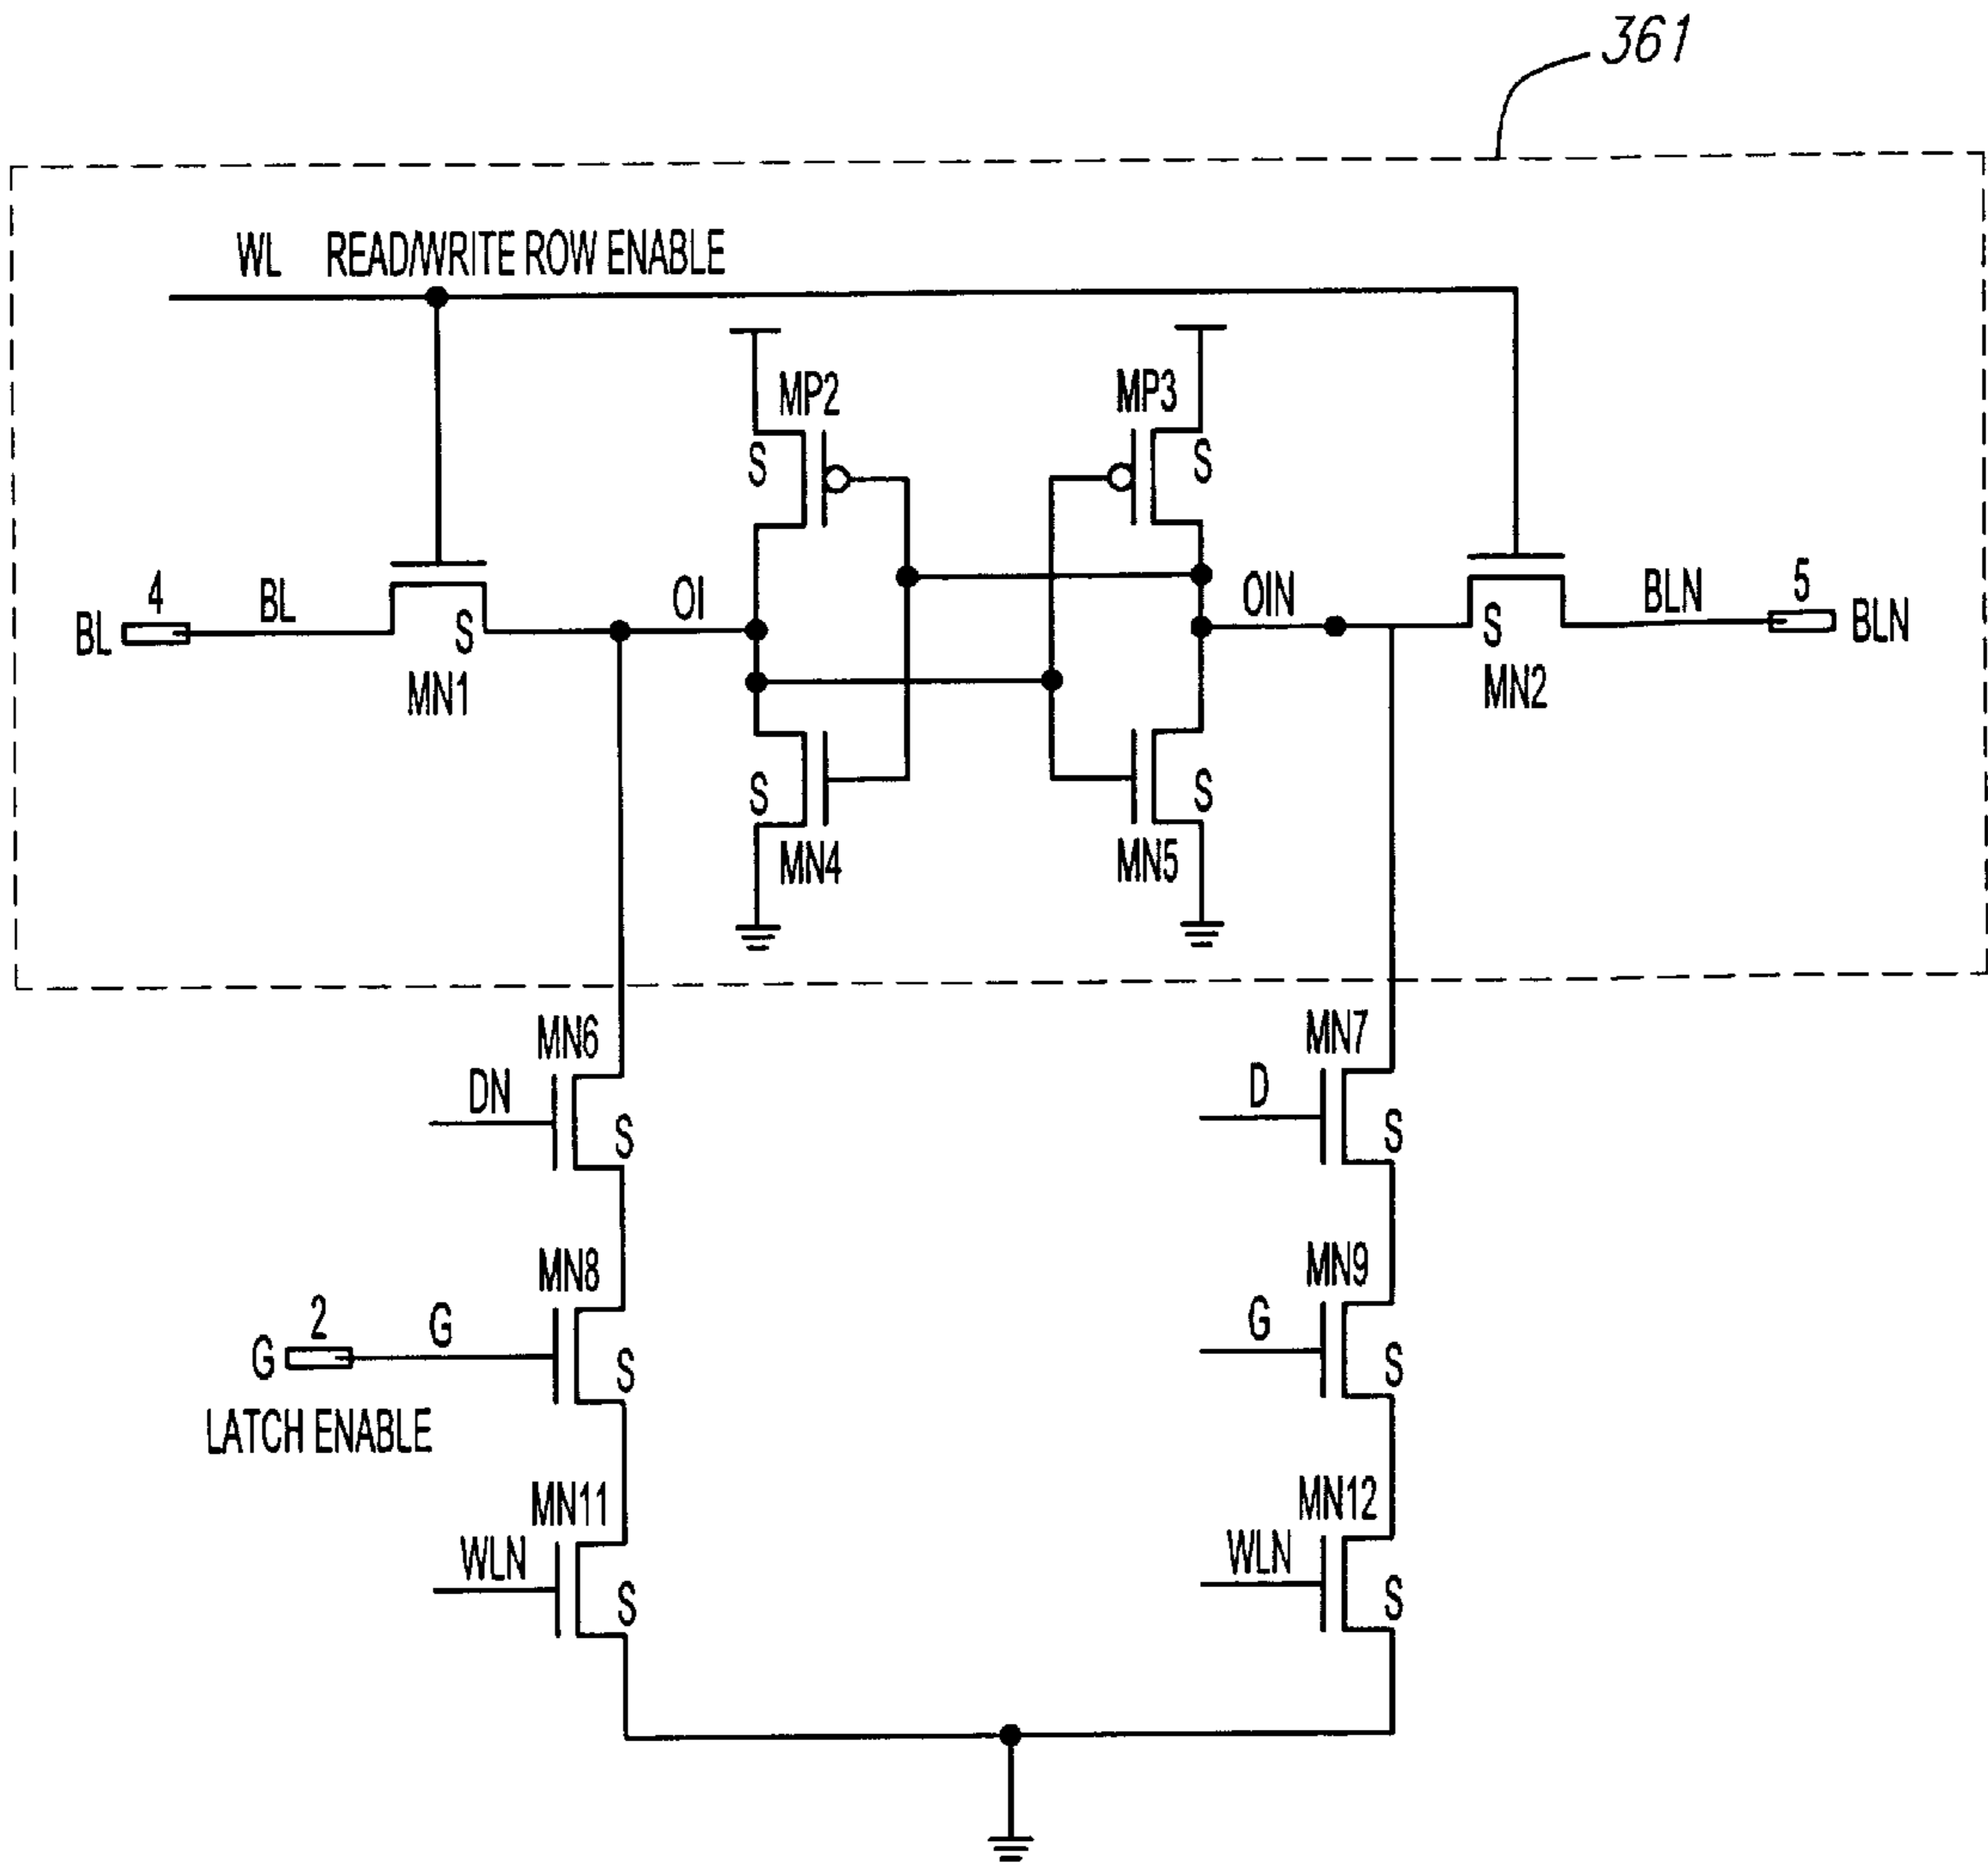 361
WL READ/WRITE ROW ENABLE
MP2 MP3
S S
BL 4 BL S OI OIN S BLN 5 BLN
MN1 MN2
S S
MN4 MN5
MN6 MN7
DN S D S
MN8 MN9
G 2 G S G S
LATCH ENABLE
MN11 MN12
WLN S WLN S